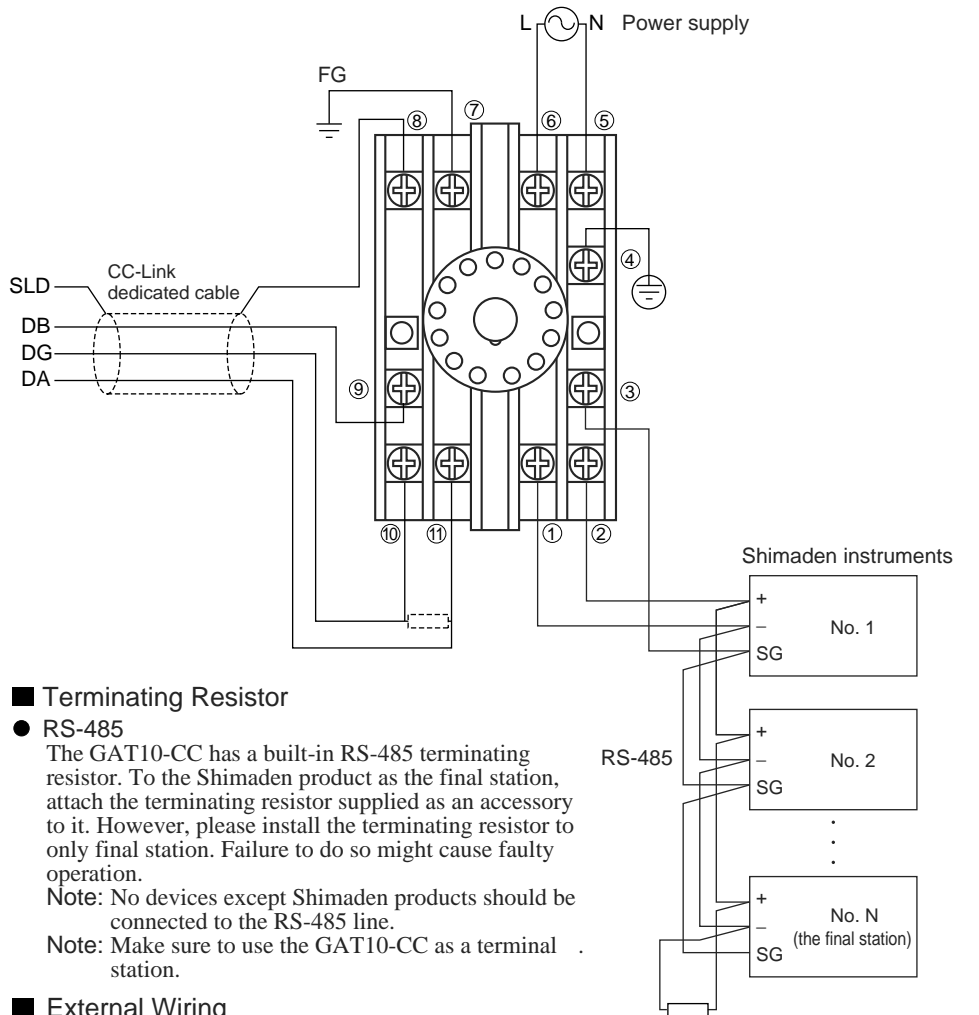 L N Power supply
FG
⑧ ⑦ ⑥ ⑤
④
SLD
CC-Link
dedicated cable
DB
DG
DA
⑨ ③
⑩ ⑪ ① ②
Shimaden instruments
+
–
SG
No. 1
RS-485
+
–
SG
No. 2
+
–
SG
No. N
(the final station)
■ Terminating Resistor
● RS-485
The GAT10-CC has a built-in RS-485 terminating
resistor. To the Shimaden product as the final station,
attach the terminating resistor supplied as an accessory
to it. However, please install the terminating resistor to
only final station. Failure to do so might cause faulty
operation.
Note: No devices except Shimaden products should be
connected to the RS-485 line.
Note: Make sure to use the GAT10-CC as a terminal .
station.
■ External Wiring